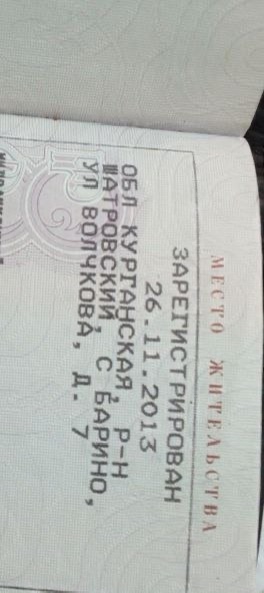 МЕСТО ЖИТЕЛЬСТВА
ЗАРЕГИСТРИРОВАН
26.11.2013
ОБЛ КУРГАНСКАЯ, Р-Н
ШАТРОВСКИЙ, С БАРИНО,
УЛ ВОЛЧКОВА, Д. 7